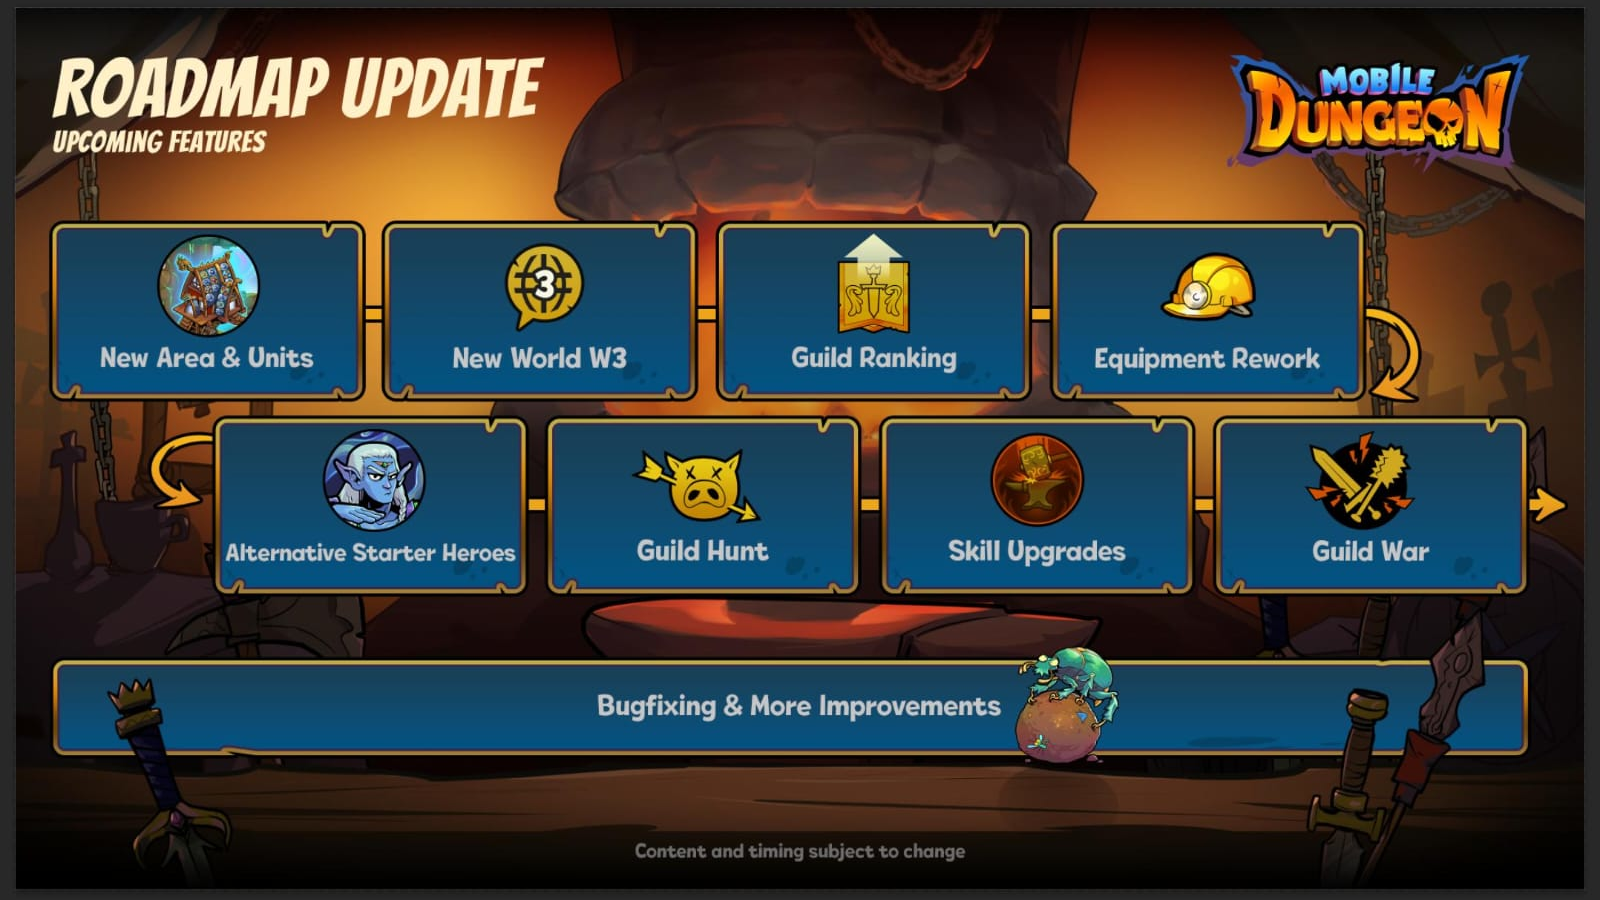 ROADMAP UPDATE
UPCOMING FEATURES
MOBILE
DUNGEON
New Area & Units
3
New World W3
Guild Ranking
Equipment Rework
Alternative Starter Heroes
Guild Hunt
Skill Upgrades
Guild War
Bugfixing & More Improvements
Content and timing subject to change